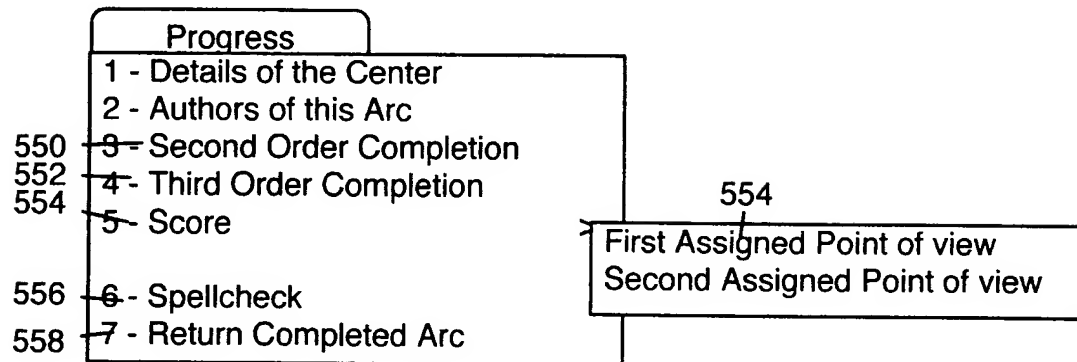 Progress
1 - Details of the Center
2 - Authors of this Arc
550 3 - Second Order Completion
552 4 - Third Order Completion
554 5 - Score
554
First Assigned Point of view
Second Assigned Point of view
556 6 - Spellcheck
558 7 - Return Completed Arc